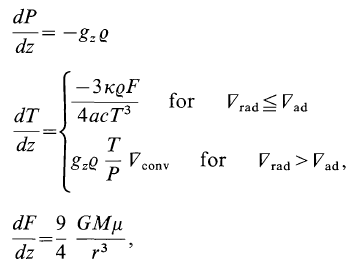 dP/dz = −g_z ϱ
dT/dz = { −3κϱF / 4acT³ for ∇_rad ≦ ∇_ad
g_z ϱ T/P ∇_conv for ∇_rad > ∇_ad,
dF/dz = 9/4 GMμ/r³ ,